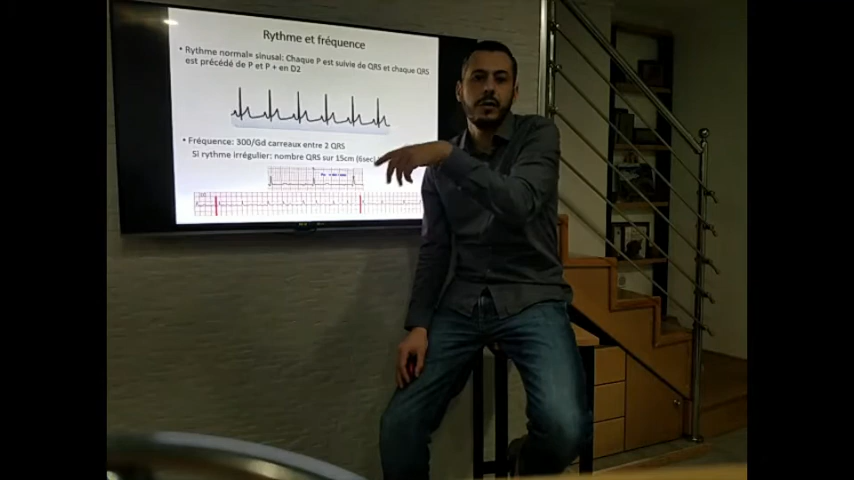 Rythme et fréquence
• Rythme normal= sinusal: Chaque P est suivie de QRS et chaque QRS
est précédé de P et P + en D2
• Fréquence: 300/Gd carreaux entre 2 QRS
Si rythme irrégulier: nombre QRS sur 15cm (6sec